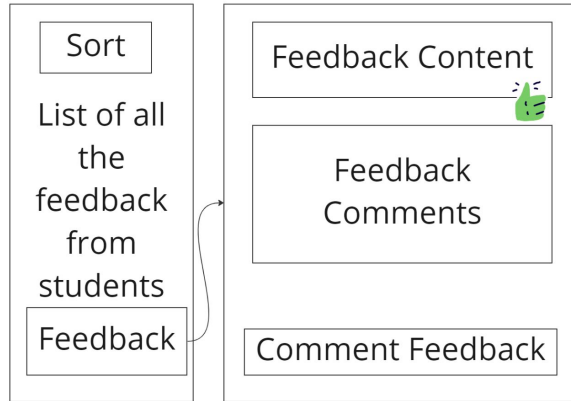 Sort
List of all
the
feedback
from
students
Feedback
Feedback Content
Feedback
Comments
Comment Feedback